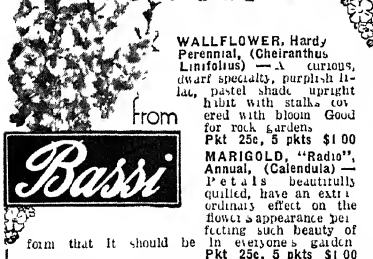 WALLFLOWER, Hardy
Perennial, (Cheiranthus
Linifolius) — A curious,
dwarf specialty, purplish li-
lac, pastel shade upright
habit with stalks cov
ered with bloom Good
for rock gardens
Pkt 25c, 5 pkts $1 00
from
Bassi
MARIGOLD, "Radio",
Annual, (Calendula) —
Petals beautifully
quilled, have an extra
ordinary effect on the
flower s appearance per
fecting such beauty of
form that It should be in everyone s garden
Pkt 25c, 5 pkts $1 00